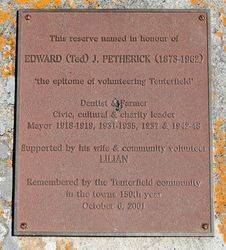 This reserve named in honour of
EDWARD (Ted) J. PETHERICK (1873-1962)
'the epitome of volunteering Tenterfield'
Dentist & Farmer
Civic, cultural & charity leader
Mayor 1918-1919, 1931-1935, 1937 & 1942-48
Supported by his wife & community volunteer
LILIAN
Remembered by the Tenterfield community
in the towns 150th year
October 6, 2001